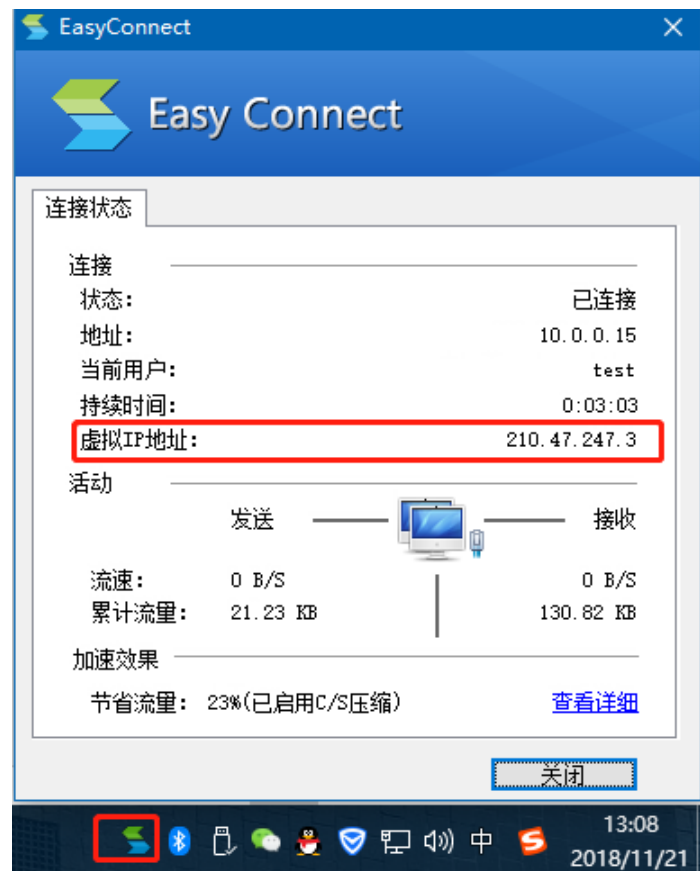 EasyConnect
Easy Connect
连接状态
连接
状态: 已连接
地址: 10.0.0.15
当前用户: test
持续时间: 0:03:03
虚拟IP地址: 210.47.247.3
活动
发送 接收
流速: 0 B/S 0 B/S
累计流量: 21.23 KB 130.82 KB
加速效果
节省流量: 23%(已启用C/S压缩) 查看详细
关闭
中 13:08
2018/11/21